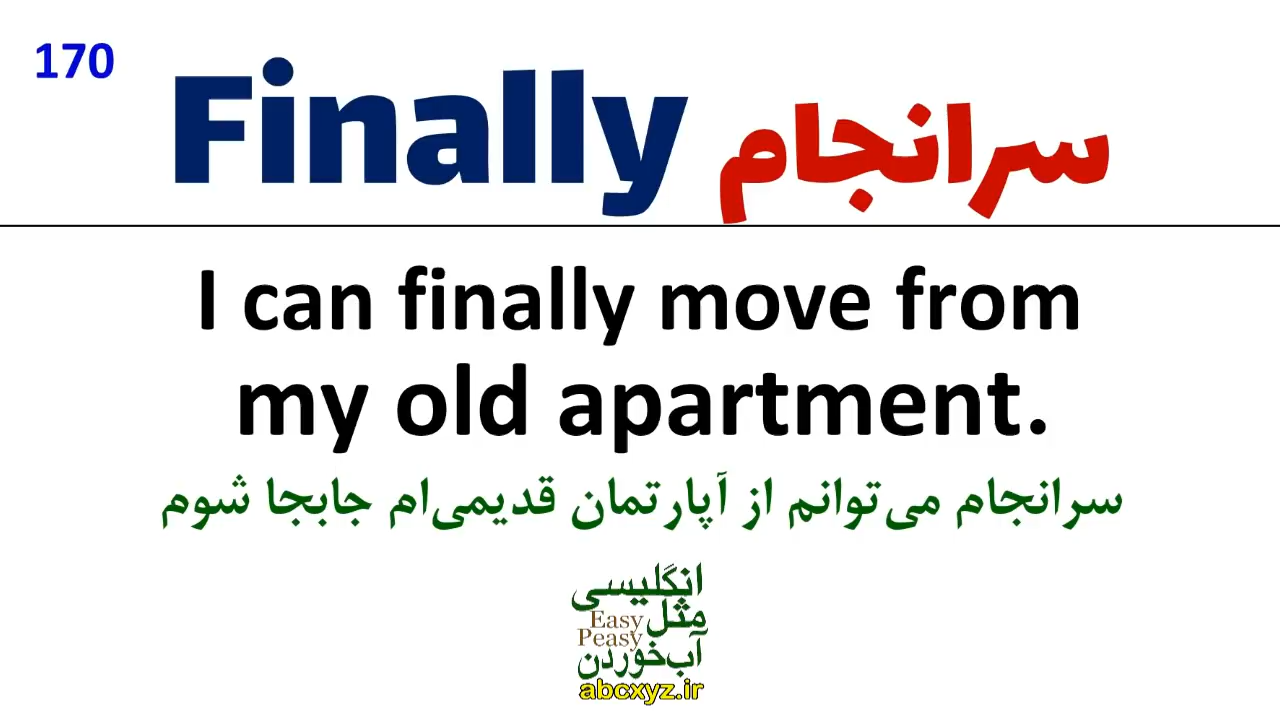 170
Finally سرانجام
I can finally move from
my old apartment.
سرانجام می‌توانم از آپارتمان قدیمی‌ام جابجا شوم
انگلیسی
مثل Easy
Peasy
آب‌خوردن
abcxyz.ir